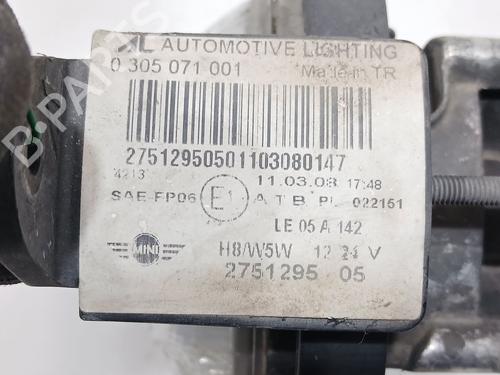 AL AUTOMOTIVE LIGHTING
0 305 071 001 Made in TR
27512950501103080147
4213 11.03.08 17:48
SAE-FP06 E1 A T B PL 022151
LE 05 A 142
MINI H8/W5W 12 24 V
2751295 05
B-PARTS